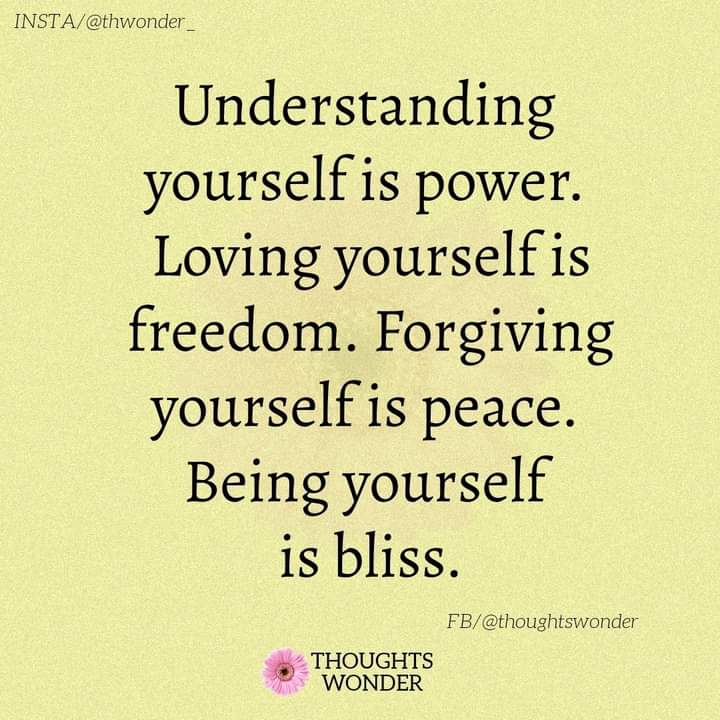 INSTA/@thwonder_
Understanding
yourself is power.
Loving yourself is
freedom. Forgiving
yourself is peace.
Being yourself
is bliss.
FB/@thoughtswonder
THOUGHTS
WONDER